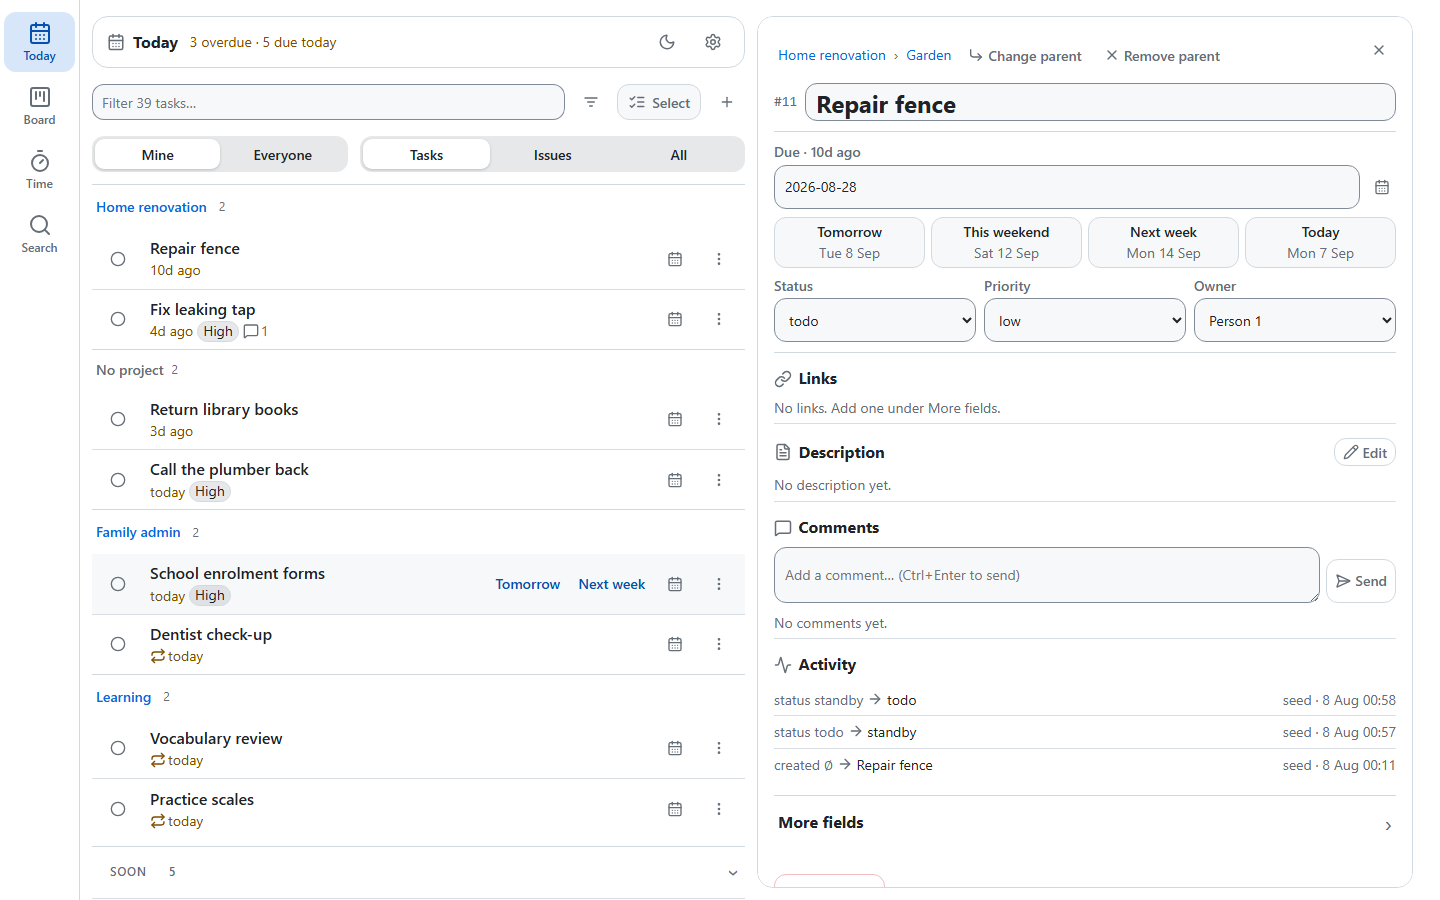 Today
Board
Time
Search
Today 3 overdue · 5 due today
Filter 39 tasks...
Select
Mine Everyone Tasks Issues All
Home renovation 2
Repair fence
10d ago
Fix leaking tap
4d ago High 1
No project 2
Return library books
3d ago
Call the plumber back
today High
Family admin 2
School enrolment forms
today High
Tomorrow Next week
Dentist check-up
today
Learning 2
Vocabulary review
today
Practice scales
today
SOON 5
Home renovation › Garden Change parent Remove parent
#11 Repair fence
Due · 10d ago
2026-08-28
Tomorrow This weekend Next week Today
Tue 8 Sep Sat 12 Sep Mon 14 Sep Mon 7 Sep
Status Priority Owner
todo low Person 1
Links
No links. Add one under More fields.
Description Edit
No description yet.
Comments
Add a comment... (Ctrl+Enter to send)
Send
No comments yet.
Activity
status standby → todo seed · 8 Aug 00:58
status todo → standby seed · 8 Aug 00:57
created ∅ → Repair fence seed · 8 Aug 00:11
More fields ›